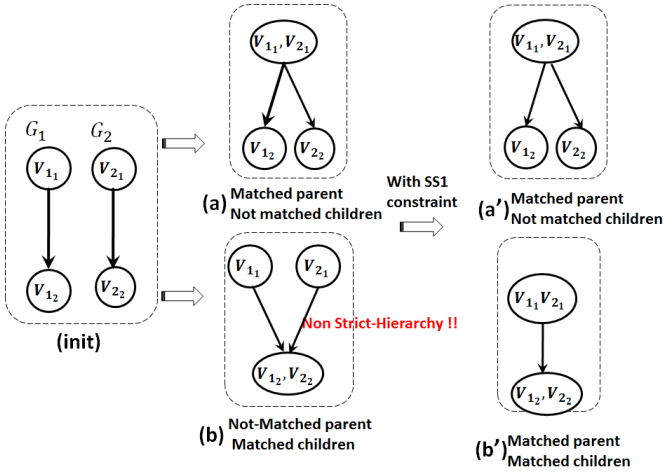 G₁ G₂
V₁₁
V₂₁
V₁₂
V₂₂
(init)
V₁₁, V₂₁
V₁₂
V₂₂
(a) Matched parent
Not matched children
V₁₁
V₂₁
Non Strict-Hierarchy !!
V₁₂, V₂₂
(b) Not-Matched parent
Matched children
With SS1
constraint
V₁₁, V₂₁
V₁₂
V₂₂
(a') Matched parent
Not matched children
V₁₁V₂₁
V₁₂, V₂₂
(b') Matched parent
Matched children